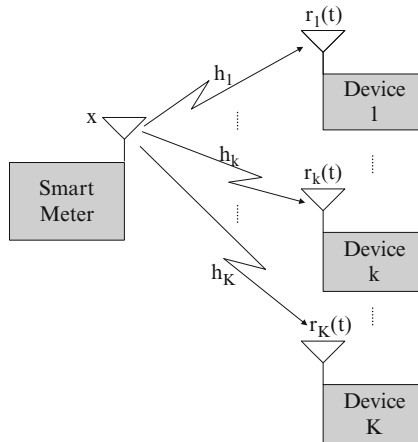 r1(t)
h1
Device
1
x
hk
rk(t)
Smart
Meter
Device
k
hK
rK(t)
Device
K